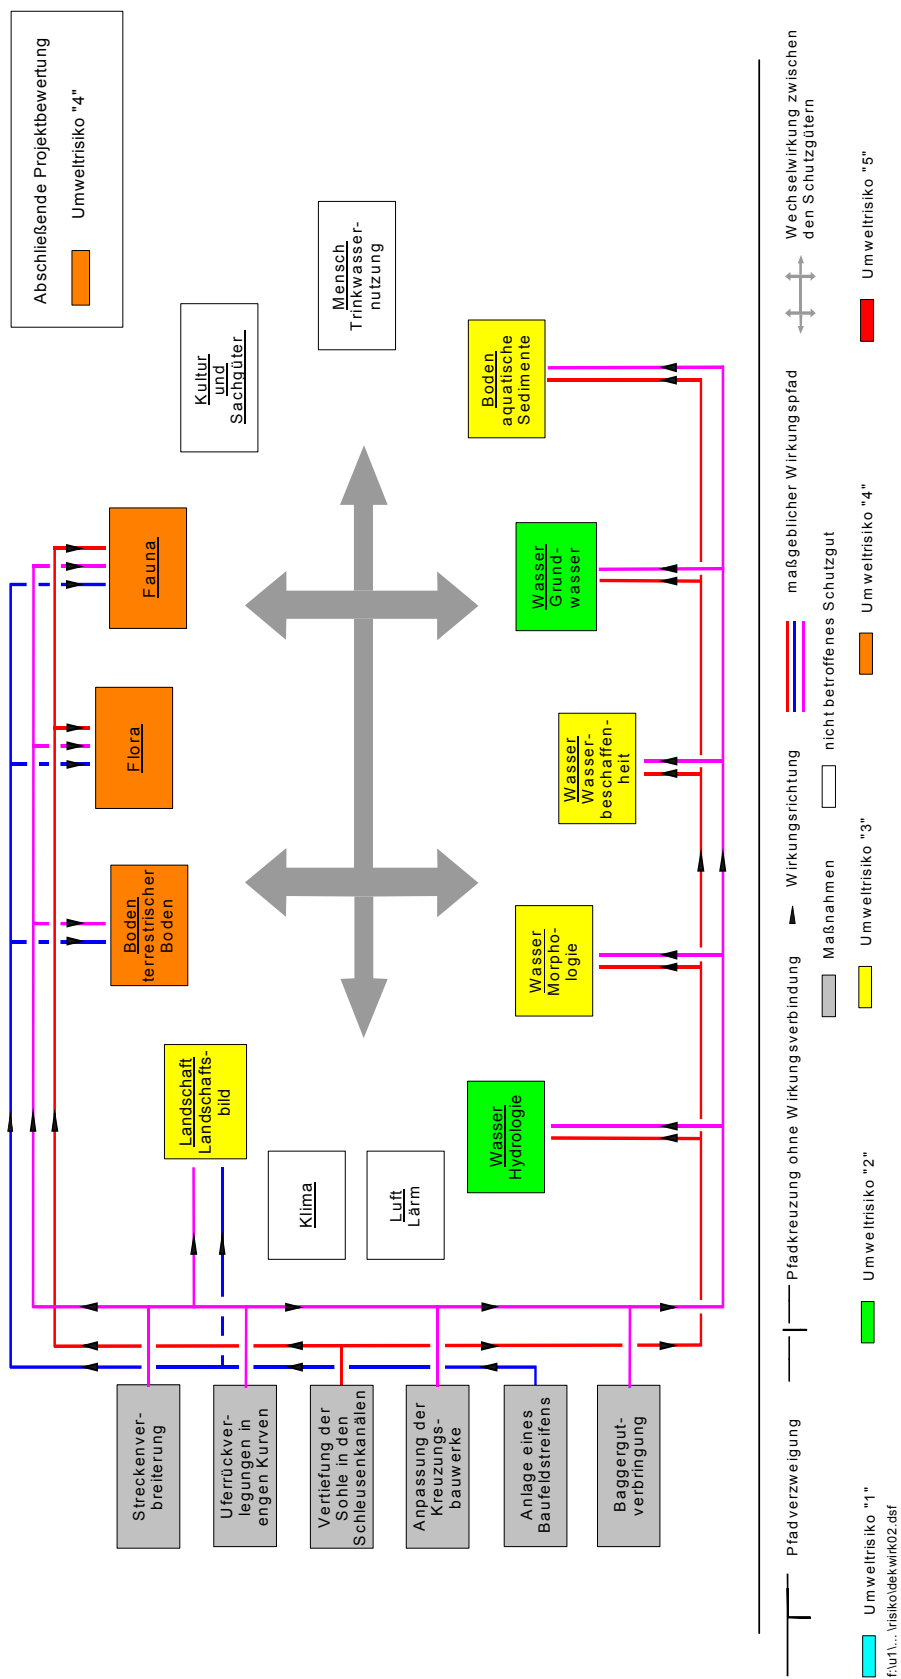 Abschließende Projektbewertung
Umweltrisiko "4"
Streckenver-
breiterung
Uferrückver-
legungen in
engen Kurven
Vertiefung der
Sohle in den
Schleusenkanälen
Anpassung der
Kreuzungs-
bauwerke
Anlage eines
Baufeldstreifens
Baggergut-
verbringung
Landschaft
Landschafts-
bild
Klima
Luft
Lärm
Boden
terrestrischer
Boden
Flora
Fauna
Kultur
und
Sachgüter
Mensch
Trinkwasser-
nutzung
Wasser
Hydrologie
Wasser
Morpho-
logie
Wasser
Wasser-
beschaffen-
heit
Wasser
Grund-
wasser
Boden
aquatische
Sedimente
Pfadverzweigung
Pfadkreuzung ohne Wirkungsverbindung
Wirkungsrichtung
maßgeblicher Wirkungspfad
Wechselwirkung zwischen
den Schutzgütern
Maßnahmen
nicht betroffenes Schutzgut
Umweltrisiko "1"
Umweltrisiko "2"
Umweltrisiko "3"
Umweltrisiko "4"
Umweltrisiko "5"
f:\u1\... \risiko\dekwirk02.dsf